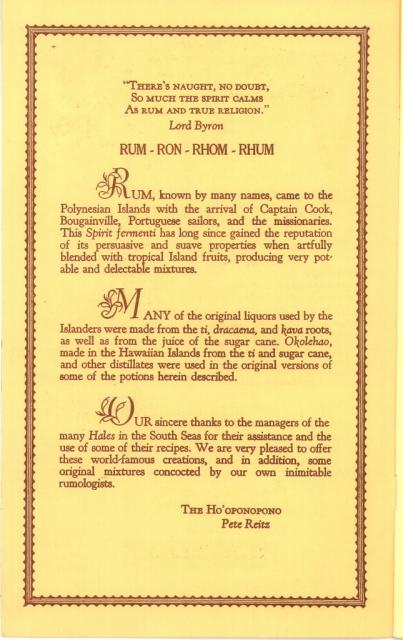 "There's naught, no doubt,
So much the spirit calms
As rum and true religion."
Lord Byron
RUM - RON - RHOM - RHUM
RUM, known by many names, came to the
Polynesian Islands with the arrival of Captain Cook,
Bougainville, Portuguese sailors, and the missionaries.
This Spirit fermenti has long since gained the reputation
of its persuasive and suave properties when artfully
blended with tropical Island fruits, producing very pot-
able and delectable mixtures.
MANY of the original liquors used by the
Islanders were made from the ti, dracaena, and kava roots,
as well as from the juice of the sugar cane. Okolehao,
made in the Hawaiian Islands from the ti and sugar cane,
and other distillates were used in the original versions of
some of the potions herein described.
OUR sincere thanks to the managers of the
many Hales in the South Seas for their assistance and the
use of some of their recipes. We are very pleased to offer
these world-famous creations, and in addition, some
original mixtures concocted by our own inimitable
rumologists.
The Ho'oponopono
Pete Reitz